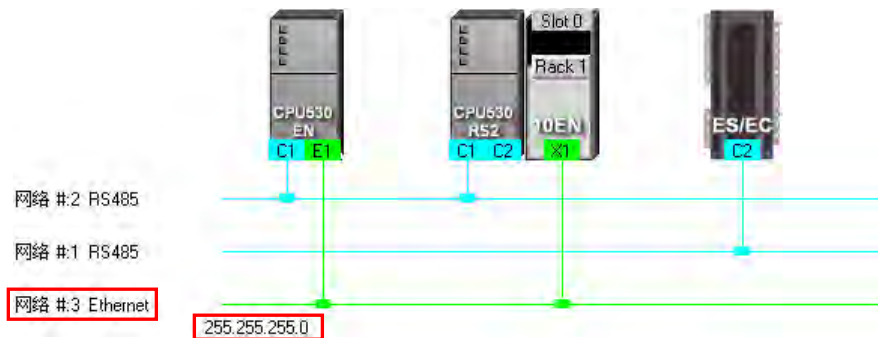 Slot 0
Rack 1
CPU530
EN
C1 E1
CPU530
RS2
C1 C2
10EN
X1
ES/EC
C2
网络 #:2 RS485
网络 #:1 RS485
网络 #:3 Ethernet
255.255.255.0